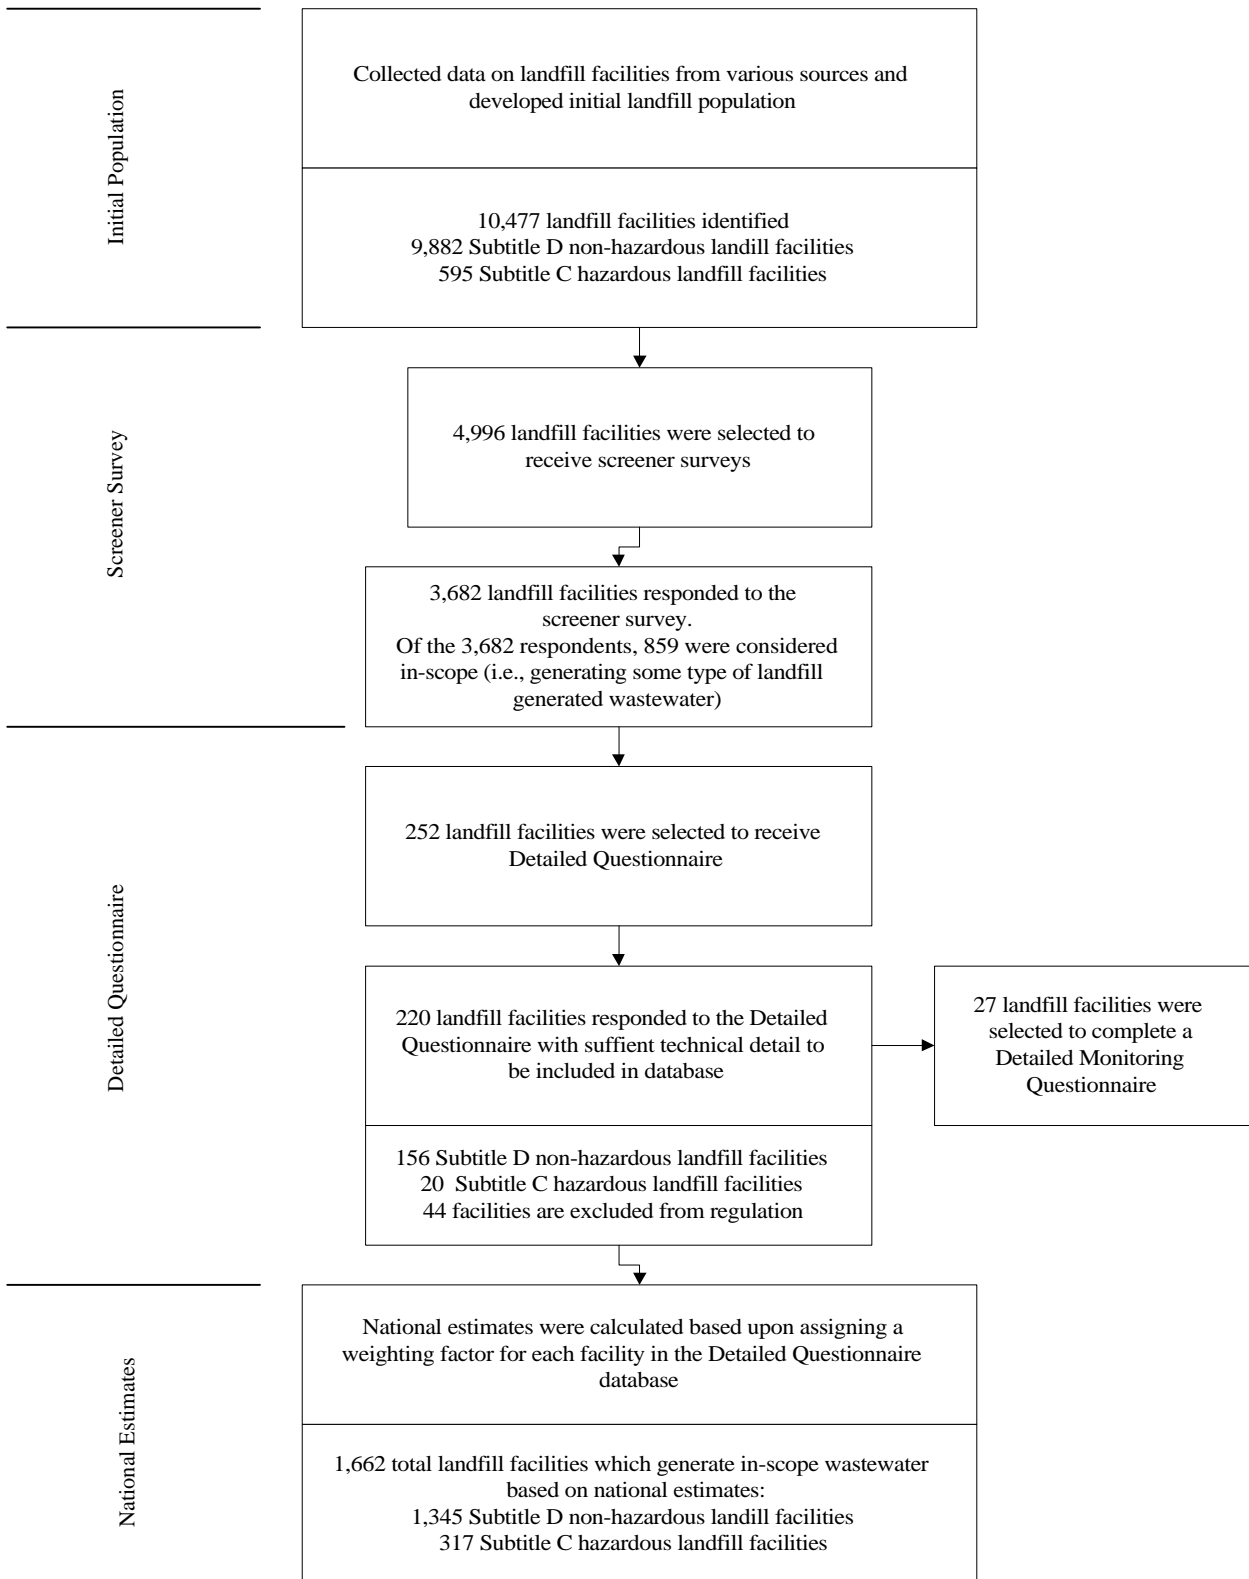 Initial Population
Collected data on landfill facilities from various sources and
developed initial landfill population
10,477 landfill facilities identified
9,882 Subtitle D non-hazardous landill facilities
595 Subtitle C hazardous landfill facilities
Screener Survey
4,996 landfill facilities were selected to
receive screener surveys
3,682 landfill facilities responded to the
screener survey.
Of the 3,682 respondents, 859 were considered
in-scope (i.e., generating some type of landfill
generated wastewater)
Detailed Questionnaire
252 landfill facilities were selected to receive
Detailed Questionnaire
220 landfill facilities responded to the Detailed
Questionnaire with suffient technical detail to
be included in database
156 Subtitle D non-hazardous landfill facilities
20 Subtitle C hazardous landfill facilities
44 facilities are excluded from regulation
27 landfill facilities were
selected to complete a
Detailed Monitoring
Questionnaire
National Estimates
National estimates were calculated based upon assigning a
weighting factor for each facility in the Detailed Questionnaire
database
1,662 total landfill facilities which generate in-scope wastewater
based on national estimates:
1,345 Subtitle D non-hazardous landill facilities
317 Subtitle C hazardous landfill facilities